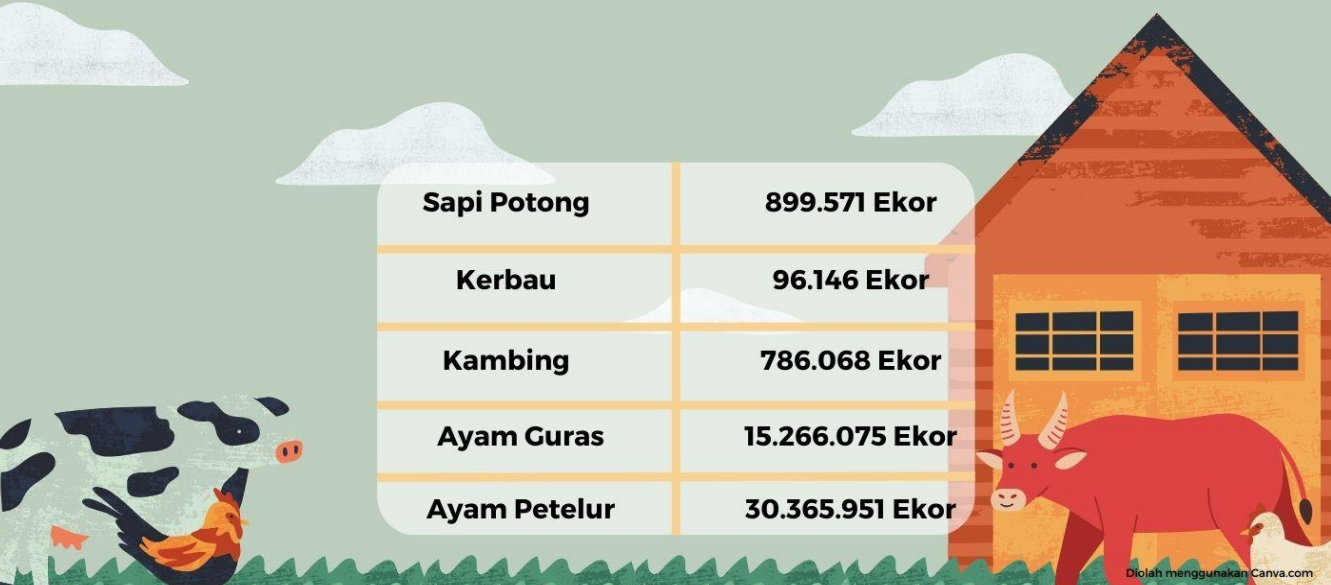 Sapi Potong 899.571 Ekor
Kerbau 96.146 Ekor
Kambing 786.068 Ekor
Ayam Guras 15.266.075 Ekor
Ayam Petelur 30.365.951 Ekor
Diolah menggunakan Canva.com